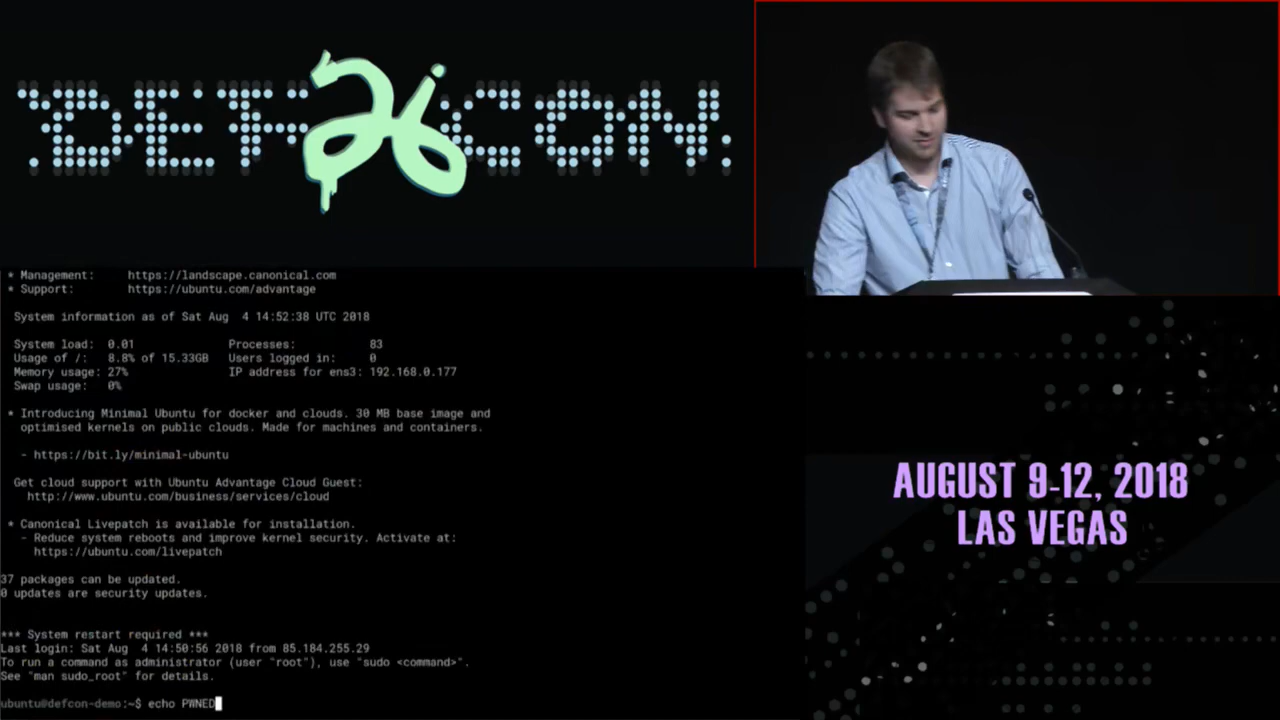 DEF 26 CON
* Management: https://landscape.canonical.com
* Support: https://ubuntu.com/advantage
System information as of Sat Aug 4 14:52:38 UTC 2018
System load: 0.01 Processes: 83
Usage of /: 8.8% of 15.33GB Users logged in: 0
Memory usage: 27% IP address for ens3: 192.168.0.177
Swap usage: 0%
* Introducing Minimal Ubuntu for docker and clouds. 30 MB base image and
optimised kernels on public clouds. Made for machines and containers.
- https://bit.ly/minimal-ubuntu
Get cloud support with Ubuntu Advantage Cloud Guest:
http://www.ubuntu.com/business/services/cloud
* Canonical Livepatch is available for installation.
- Reduce system reboots and improve kernel security. Activate at:
https://ubuntu.com/livepatch
37 packages can be updated.
0 updates are security updates.
*** System restart required ***
Last login: Sat Aug 4 14:50:56 2018 from 85.184.255.29
To run a command as administrator (user "root"), use "sudo <command>".
See "man sudo_root" for details.
ubuntu@defcon-demo:~$ echo PWNED
AUGUST 9-12, 2018
LAS VEGAS